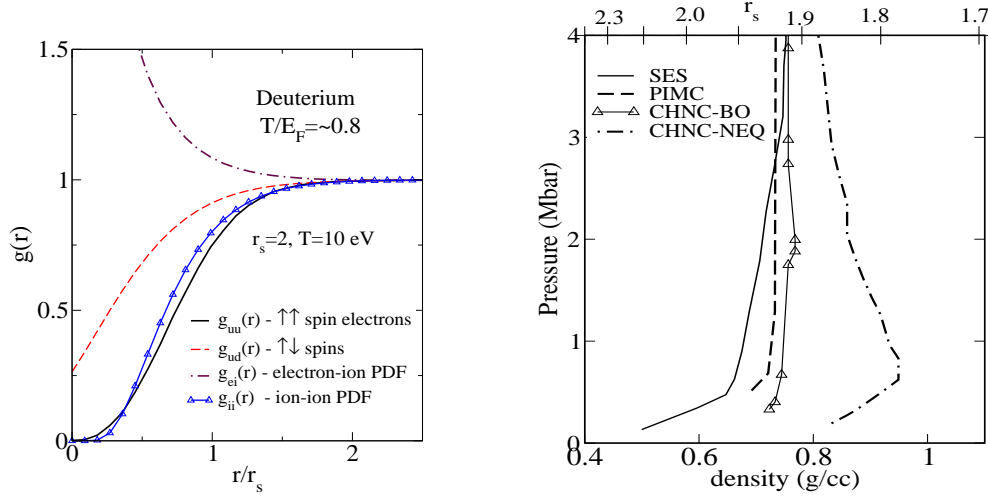 1.5
1
0.5
0
g(r)
Deuterium
T/E_F=~0.8
r_s=2, T=10 eV
g_uu(r) - ↑↑ spin electrons
g_ud(r) - ↑↓ spins
g_ei(r) - electron-ion PDF
g_ii(r) - ion-ion PDF
0 1 2
r/r_s
r_s
2.3 2 1.9 1.8 1.7
4
3
2
1
0
Pressure (Mbar)
SES
PIMC
CHNC-BO
CHNC-NEQ
0.4 0.6 0.8 1
density (g/cc)